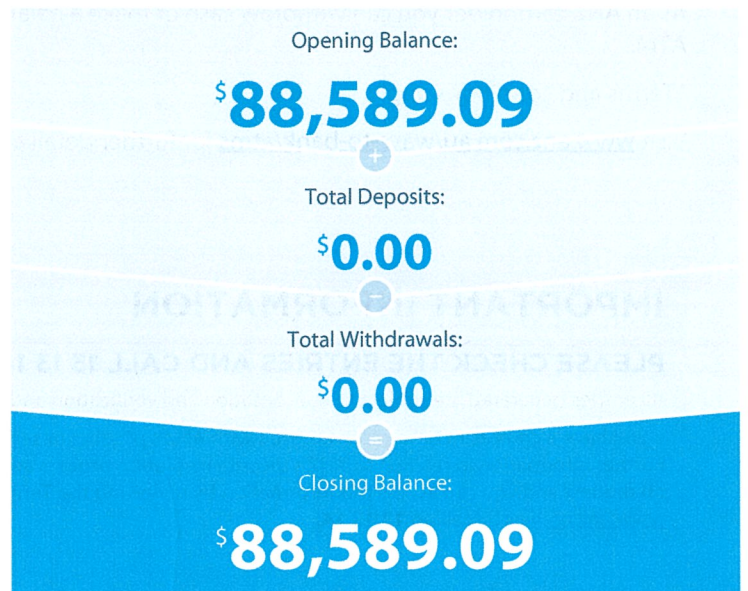 Opening Balance:
$88,589.09
+
Total Deposits:
$0.00
–
Total Withdrawals:
$0.00
=
Closing Balance:
$88,589.09
IMPORTANT INFORMATION
PLEASE CHECK THE ENTRIES AND CALL